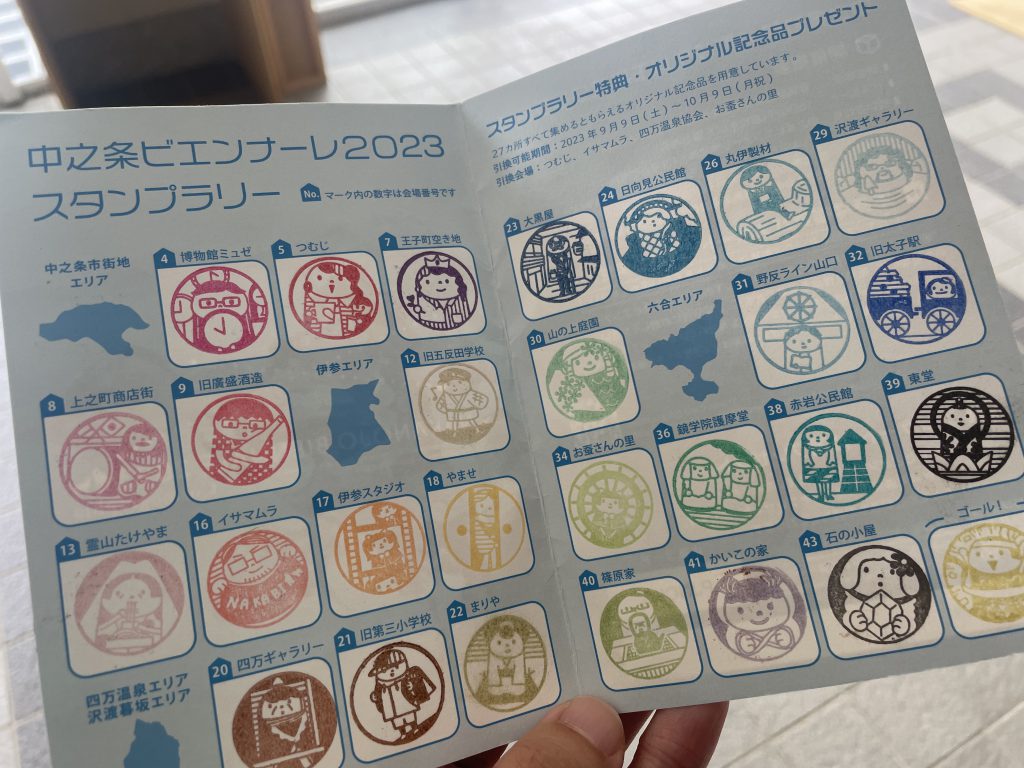 中之条ビエンナーレ2023
スタンプラリー
No. マーク内の数字は会場番号です
中之条市街地
エリア
4 博物館ミュゼ
5 つむじ
7 王子町空き地
8 上之町商店街
9 旧廣盛酒造
伊参エリア
12 旧五反田学校
13 霊山たけやま
16 イサマムラ
NAKABI
17 伊参スタジオ
18 やませ
四万温泉エリア
沢渡暮坂エリア
20 四万ギャラリー
21 旧第三小学校
22 まりや
スタンプラリー特典・オリジナル記念品プレゼント
27カ所すべて集めるともらえるオリジナル記念品を用意しています。
引換可能期間:2023年9月9日(土)〜10月9日(月祝)
引換会場:つむじ、イサマムラ、四万温泉協会、お蚕さんの里
23 大黒屋
24 日向見公民館
26 丸伊製材
29 沢渡ギャラリー
30 山の上庭園
六合エリア
31 野反ライン山口
32 旧太子駅
34 お蚕さんの里
36 鏡学院護摩堂
38 赤岩公民館
39 東堂
40 篠原家
41 かいこの家
43 石の小屋
ゴール!